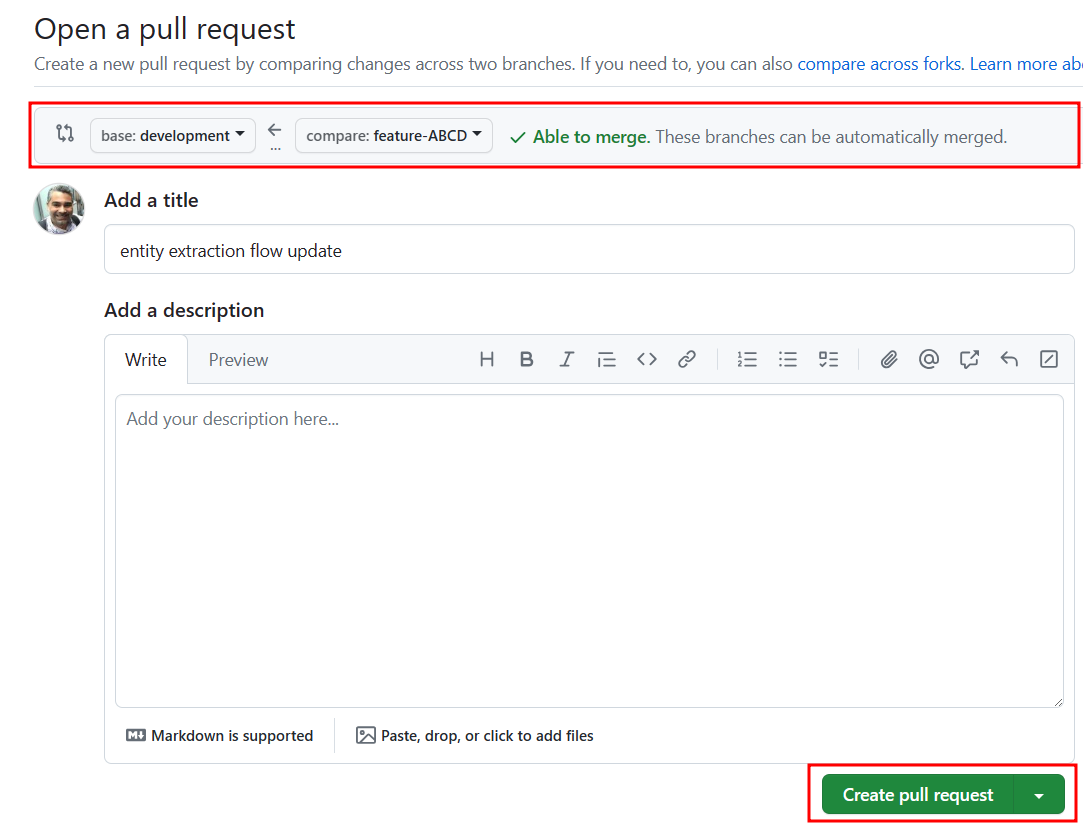 Open a pull request
Create a new pull request by comparing changes across two branches. If you need to, you can also compare across forks. Learn more ab
base: development ← ... compare: feature-ABCD ✓ Able to merge. These branches can be automatically merged.
Add a title
entity extraction flow update
Add a description
Write Preview H B I
Add your description here...
Markdown is supported Paste, drop, or click to add files
Create pull request